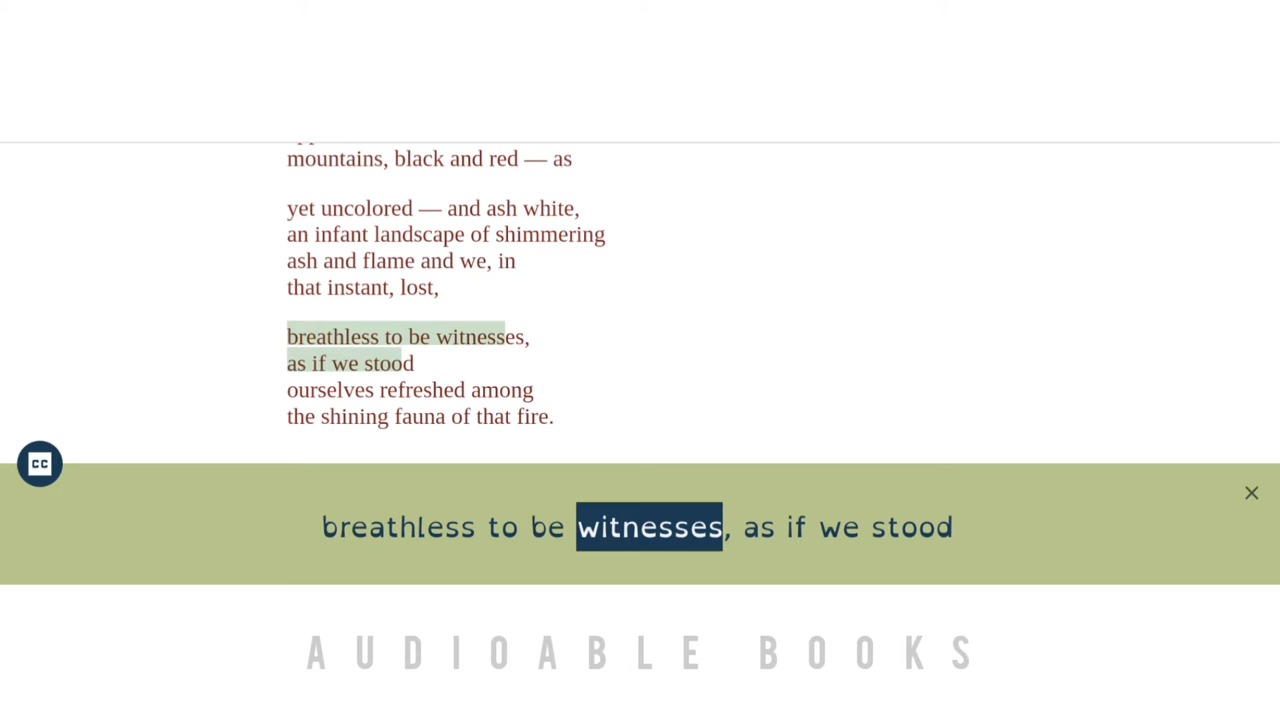 mountains, black and red — as
yet uncolored — and ash white,
an infant landscape of shimmering
ash and flame and we, in
that instant, lost,
breathless to be witnesses,
as if we stood
ourselves refreshed among
the shining fauna of that fire.
CC
breathless to be witnesses, as if we stood
AUDIOABLE BOOKS